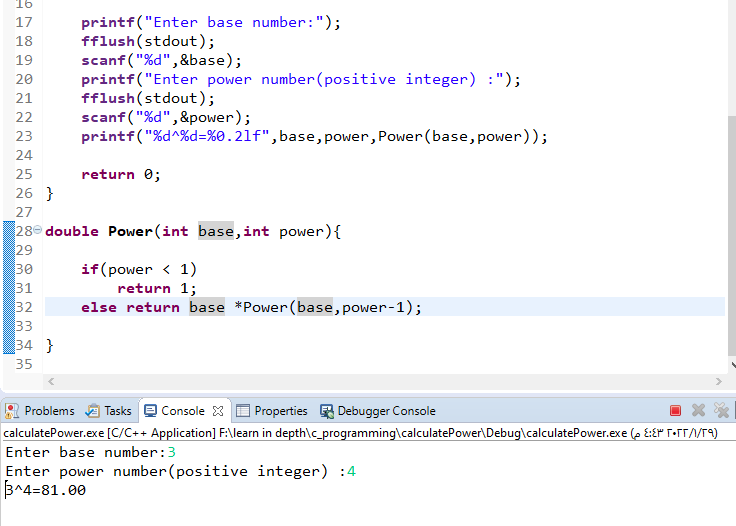 16
17 printf("Enter base number:");
18 fflush(stdout);
19 scanf("%d",&base);
20 printf("Enter power number(positive integer) :");
21 fflush(stdout);
22 scanf("%d",&power);
23 printf("%d^%d=%0.2lf",base,power,Power(base,power));
24
25 return 0;
26 }
27
28 double Power(int base,int power){
29
30 if(power < 1)
31 return 1;
32 else return base *Power(base,power-1);
33
34 }
35
Problems Tasks Console Properties Debugger Console
calculatePower.exe [C/C++ Application] F:\learn in depth\c_programming\calculatePower\Debug\calculatePower.exe (٢٩‏/١‏/٢٠٢٢ ٤:٤٣ م)
Enter base number:3
Enter power number(positive integer) :4
3^4=81.00